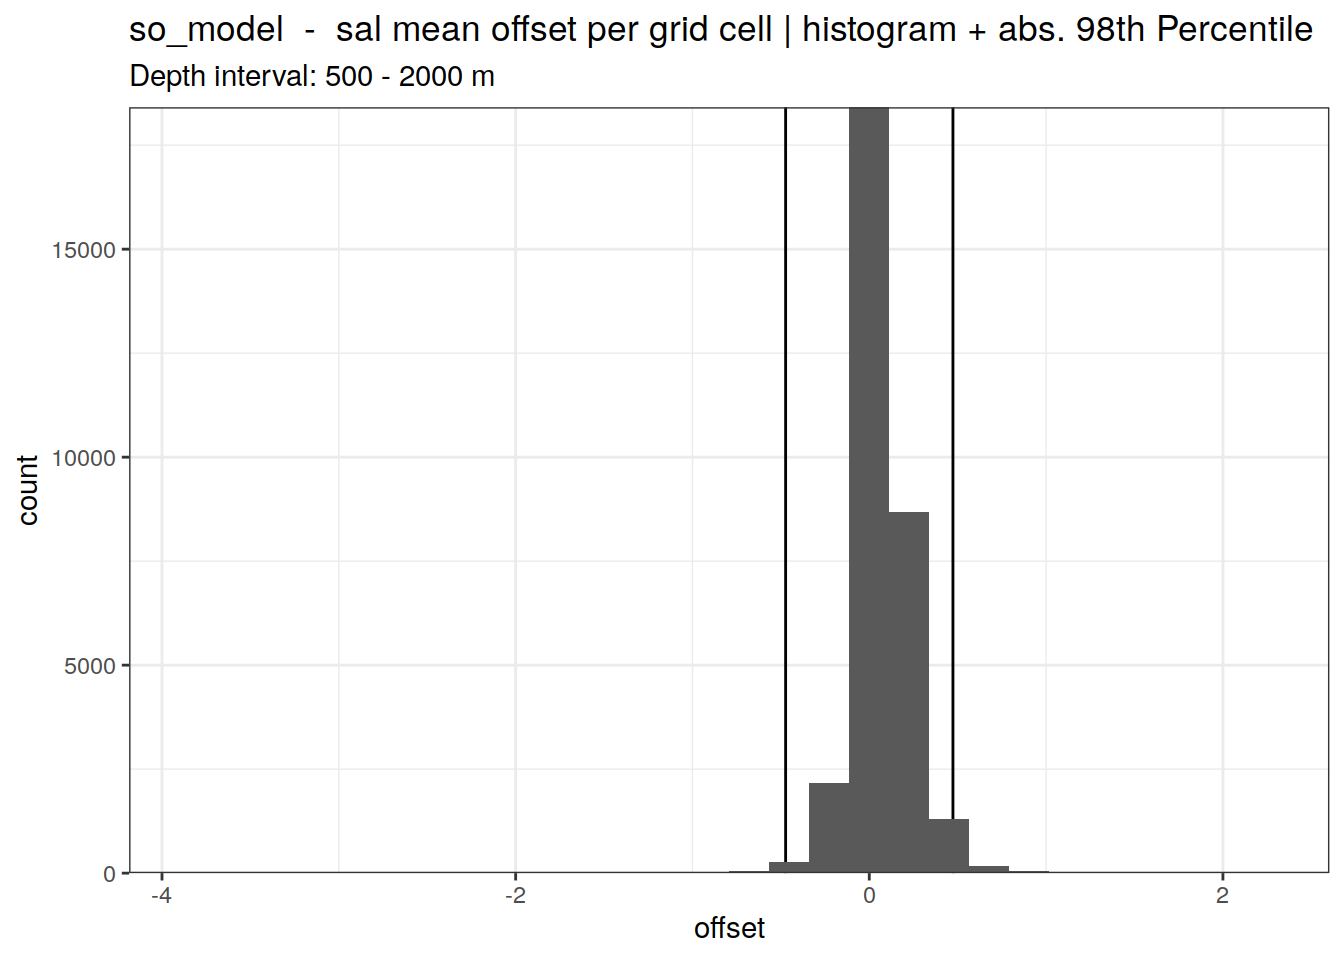 so_model  -  sal mean offset per grid cell | histogram + abs. 98th Percentile
Depth interval: 500 - 2000 m
15000
10000
5000
0
count
-4
-2
0
2
offset